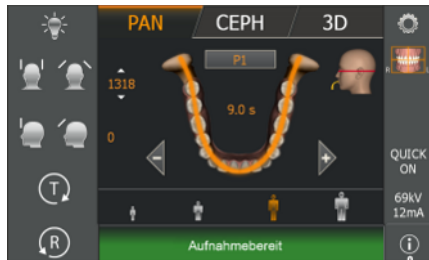 PAN
CEPH
3D
P1
1318
9.0 s
0
R
QUICK
ON
69kV
12mA
T
R
Aufnahmebereit
i